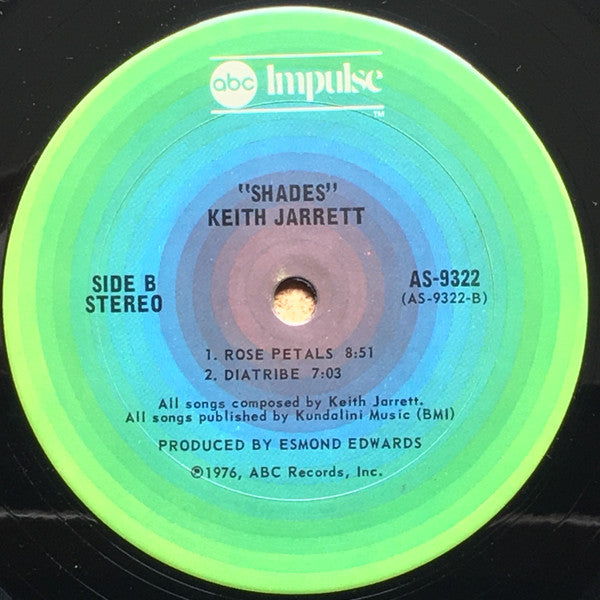 abc Impulse
TM
"SHADES"
KEITH JARRETT
SIDE B
STEREO
AS-9322
(AS-9322-B)
1. ROSE PETALS 8:51
2. DIATRIBE 7:03
All songs composed by Keith Jarrett.
All songs published by Kundalini Music (BMI)
PRODUCED BY ESMOND EDWARDS
℗1976, ABC Records, Inc.